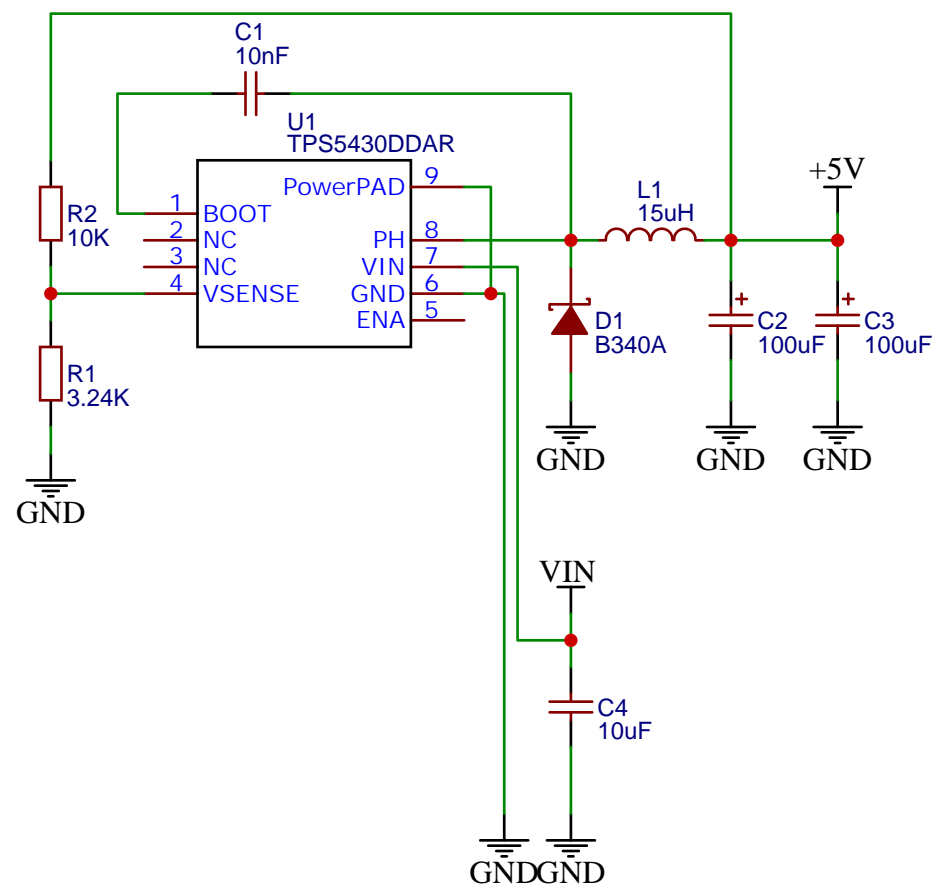 C1
10nF
U1
TPS5430DDAR
PowerPAD 9
1 BOOT
2 NC
3 NC
4 VSENSE
PH 8
VIN 7
GND 6
ENA 5
R2
10K
R1
3.24K
GND
L1
15uH
+5V
D1
B340A
GND
+
C2
100uF
GND
+
C3
100uF
GND
VIN
C4
10uF
GND
GND